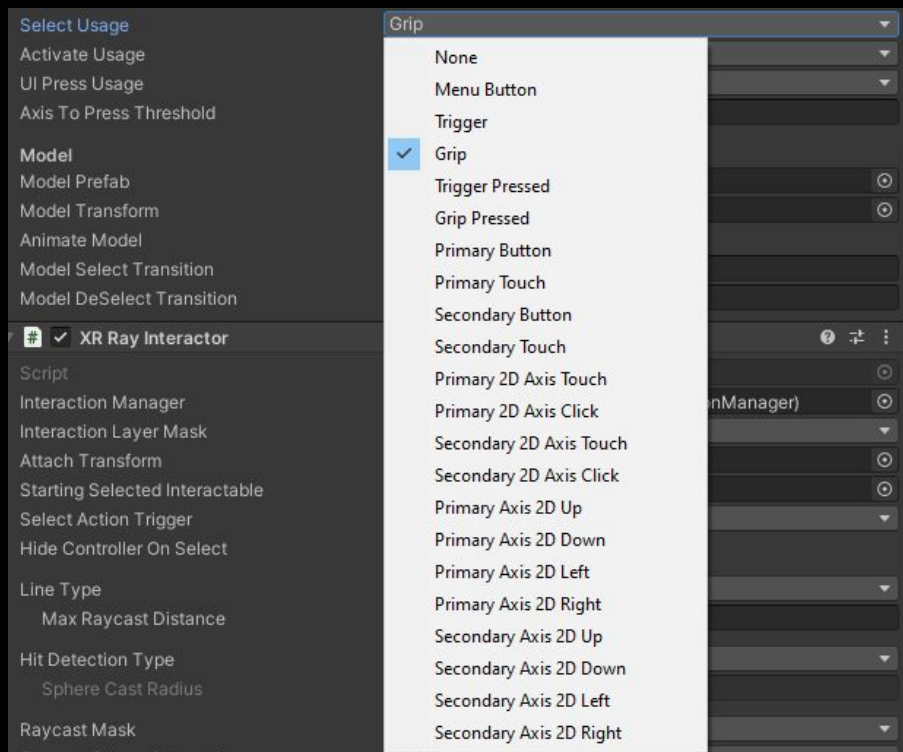 Select Usage Grip
Activate Usage
UI Press Usage
Axis To Press Threshold
Model
Model Prefab
Model Transform
Animate Model
Model Select Transition
Model DeSelect Transition
None
Menu Button
Trigger
Grip
Trigger Pressed
Grip Pressed
Primary Button
Primary Touch
Secondary Button
Secondary Touch
Primary 2D Axis Touch
Primary 2D Axis Click
Secondary 2D Axis Touch
Secondary 2D Axis Click
Primary Axis 2D Up
Primary Axis 2D Down
Primary Axis 2D Left
Primary Axis 2D Right
Secondary Axis 2D Up
Secondary Axis 2D Down
Secondary Axis 2D Left
Secondary Axis 2D Right
# XR Ray Interactor
Script
Interaction Manager nManager)
Interaction Layer Mask
Attach Transform
Starting Selected Interactable
Select Action Trigger
Hide Controller On Select
Line Type
Max Raycast Distance
Hit Detection Type
Sphere Cast Radius
Raycast Mask